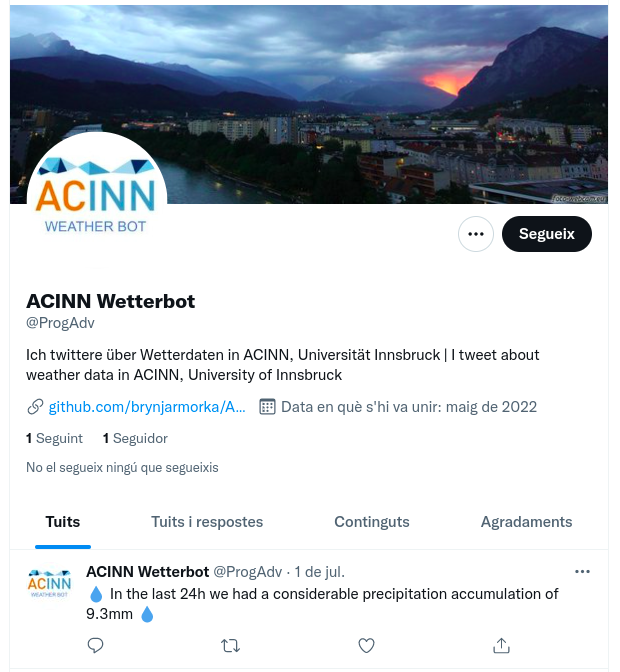 foto-webcam.eu
ACINN
WEATHER BOT
Segueix
ACINN Wetterbot
@ProgAdv
Ich twittere über Wetterdaten in ACINN, Universität Innsbruck | I tweet about
weather data in ACINN, University of Innsbruck
github.com/brynjarmorka/A… Data en què s'hi va unir: maig de 2022
1 Seguint 1 Seguidor
No el segueix ningú que segueixis
Tuits Tuits i respostes Continguts Agradaments
ACINN
WEATHER BOT
ACINN Wetterbot @ProgAdv · 1 de jul.
💧 In the last 24h we had a considerable precipitation accumulation of
9.3mm 💧